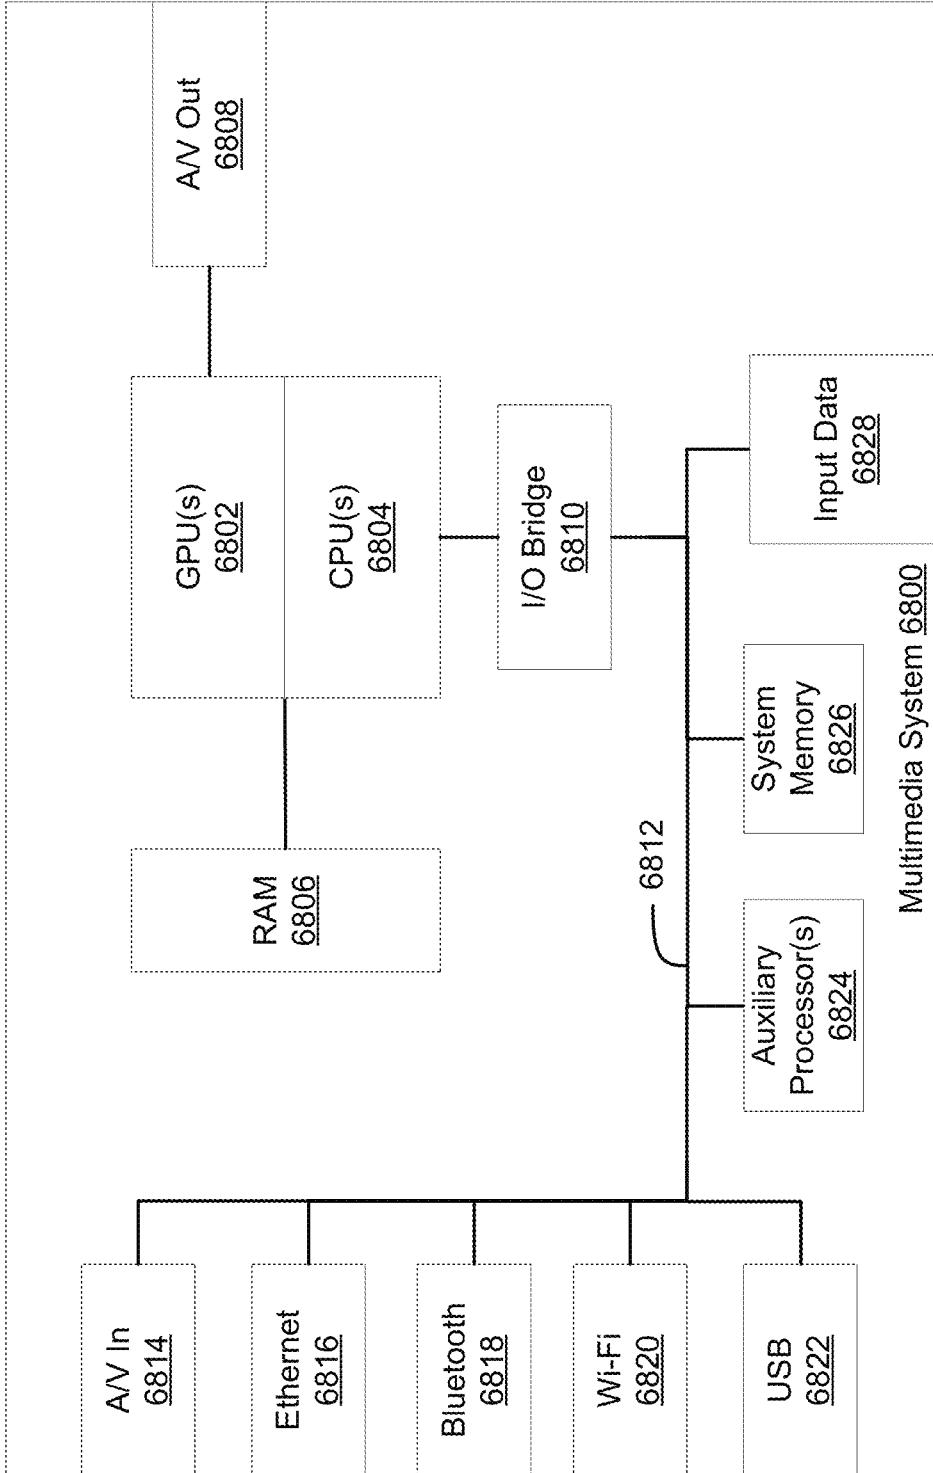 A/V In
6814
Ethernet
6816
Bluetooth
6818
Wi-Fi
6820
USB
6822
RAM
6806
GPU(s)
6802
CPU(s)
6804
A/V Out
6808
I/O Bridge
6810
6812
Auxiliary
Processor(s)
6824
System
Memory
6826
Input Data
6828
Multimedia System 6800